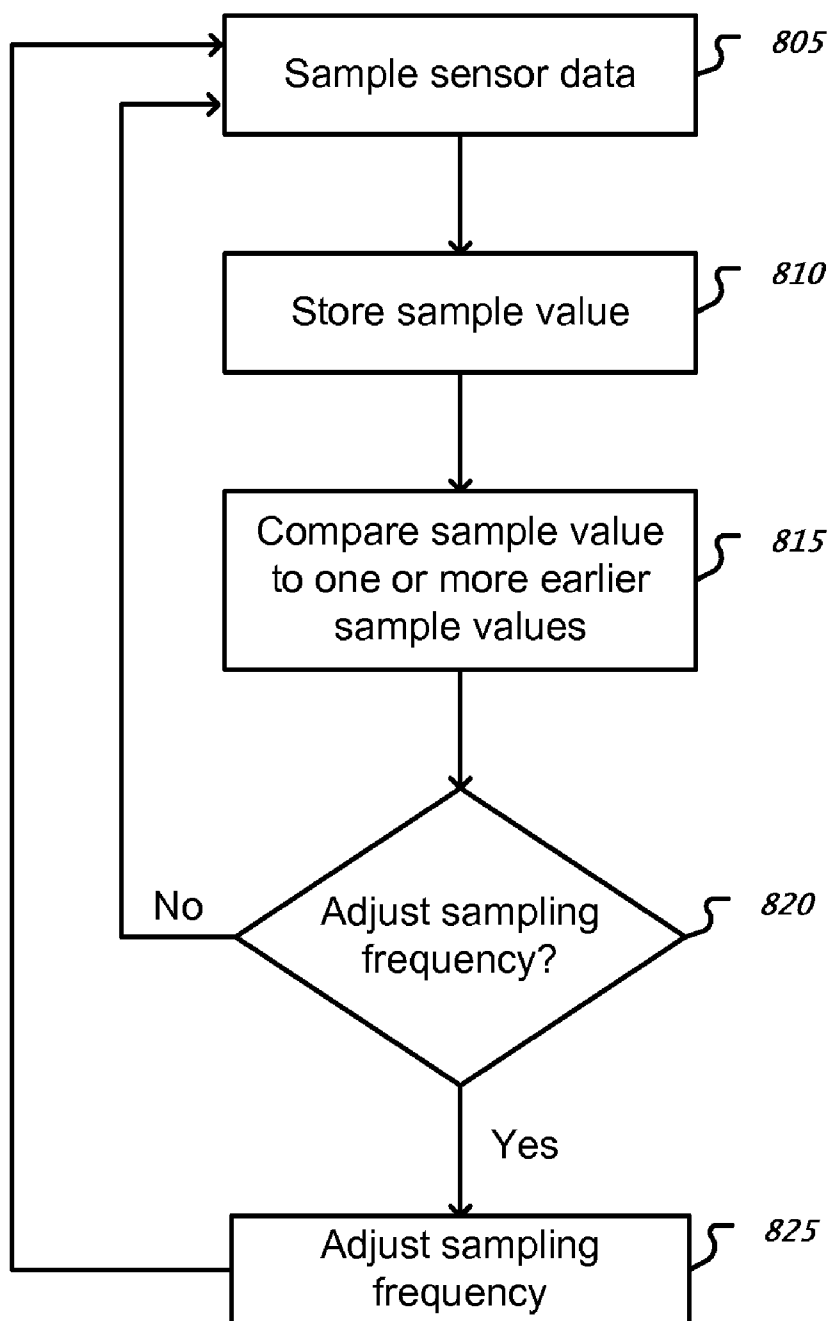 Sample sensor data
805
Store sample value
810
Compare sample value
to one or more earlier
sample values
815
Adjust sampling
frequency?
820
No
Yes
Adjust sampling
frequency
825